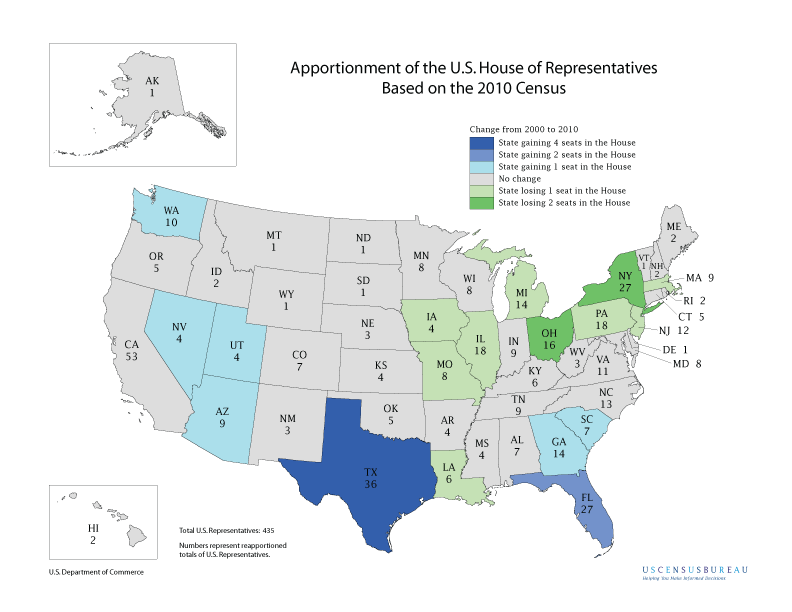 Apportionment of the U.S. House of Representatives
Based on the 2010 Census
Change from 2000 to 2010
State gaining 4 seats in the House
State gaining 2 seats in the House
State gaining 1 seat in the House
No change
State losing 1 seat in the House
State losing 2 seats in the House
AK
1
WA
10
OR
5
ID
2
MT
1
ND
1
MN
8
WI
8
MI
14
NY
27
VT
1
NH
2
ME
2
MA 9
RI 2
CT 5
NJ 12
DE 1
MD 8
SD
1
WY
1
NE
3
IA
4
IL
18
IN
9
OH
16
PA
18
WV
3
VA
11
CA
53
NV
4
UT
4
CO
7
KS
4
MO
8
KY
6
NC
13
TN
9
SC
7
AZ
9
NM
3
OK
5
AR
4
MS
4
AL
7
GA
14
TX
36
LA
6
FL
27
HI
2
Total U.S. Representatives: 435
Numbers represent reapportioned
totals of U.S. Representatives.
U.S. Department of Commerce
USCENSUSBUREAU
Helping You Make Informed Decisions